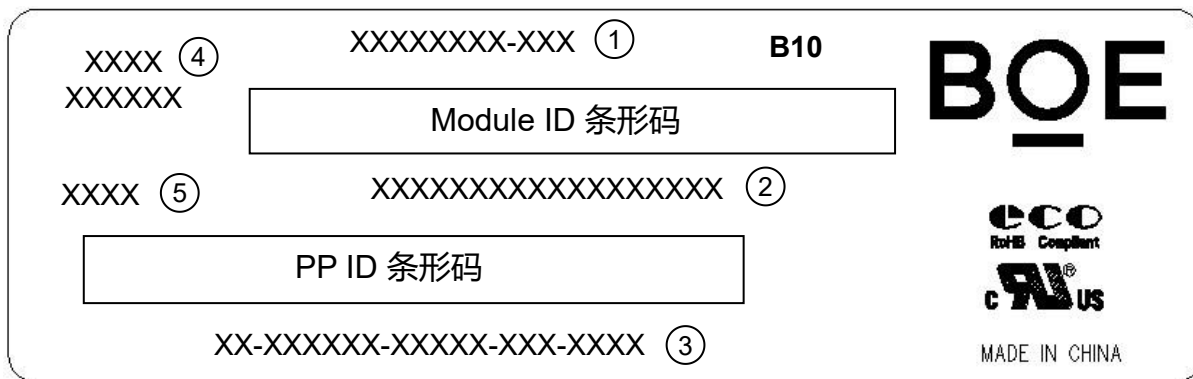 XXXXXXXX-XXX ①
B10
XXXX ④
XXXXXX
BOE
Module ID 条形码
XXXXXXXXXXXXXXXXXX ②
XXXX ⑤
PP ID 条形码
XX-XXXXXX-XXXXX-XXX-XXXX ③
eco
RoHS Compliant
c RU ® US
MADE IN CHINA